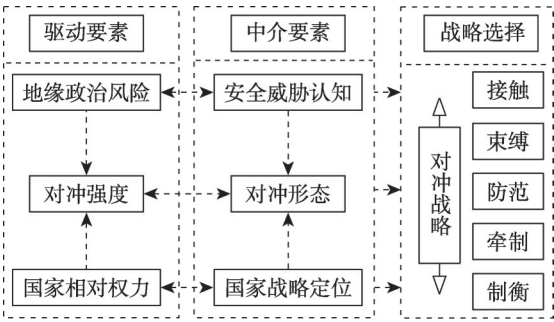 驱动要素
中介要素
战略选择
地缘政治风险
安全威胁认知
接触
束缚
对冲强度
对冲形态
对冲战略
防范
牵制
国家相对权力
国家战略定位
制衡